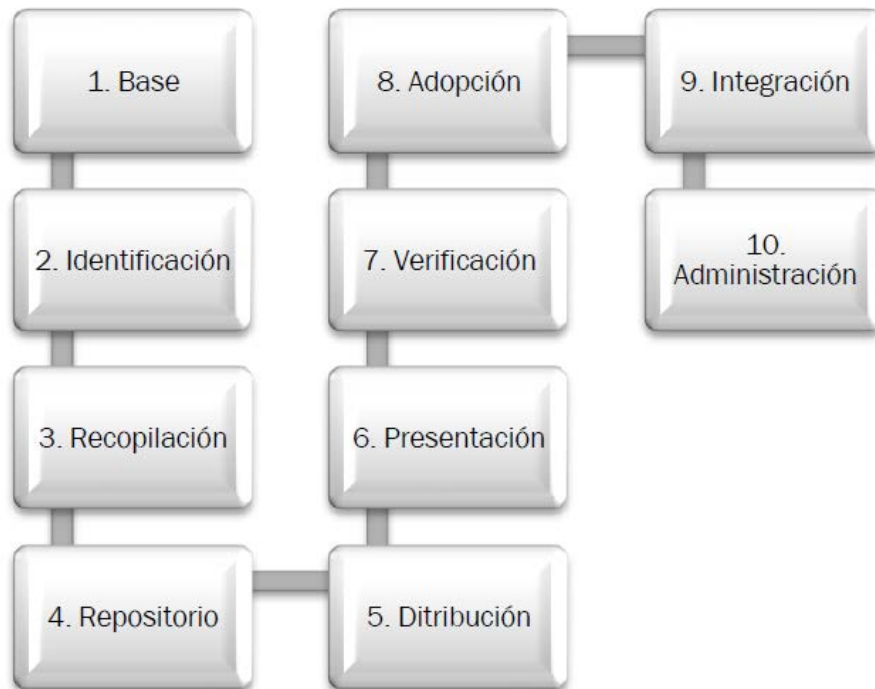 1. Base
2. Identificación
3. Recopilación
4. Repositorio
5. Ditribución
6. Presentación
7. Verificación
8. Adopción
9. Integración
10.
Administración